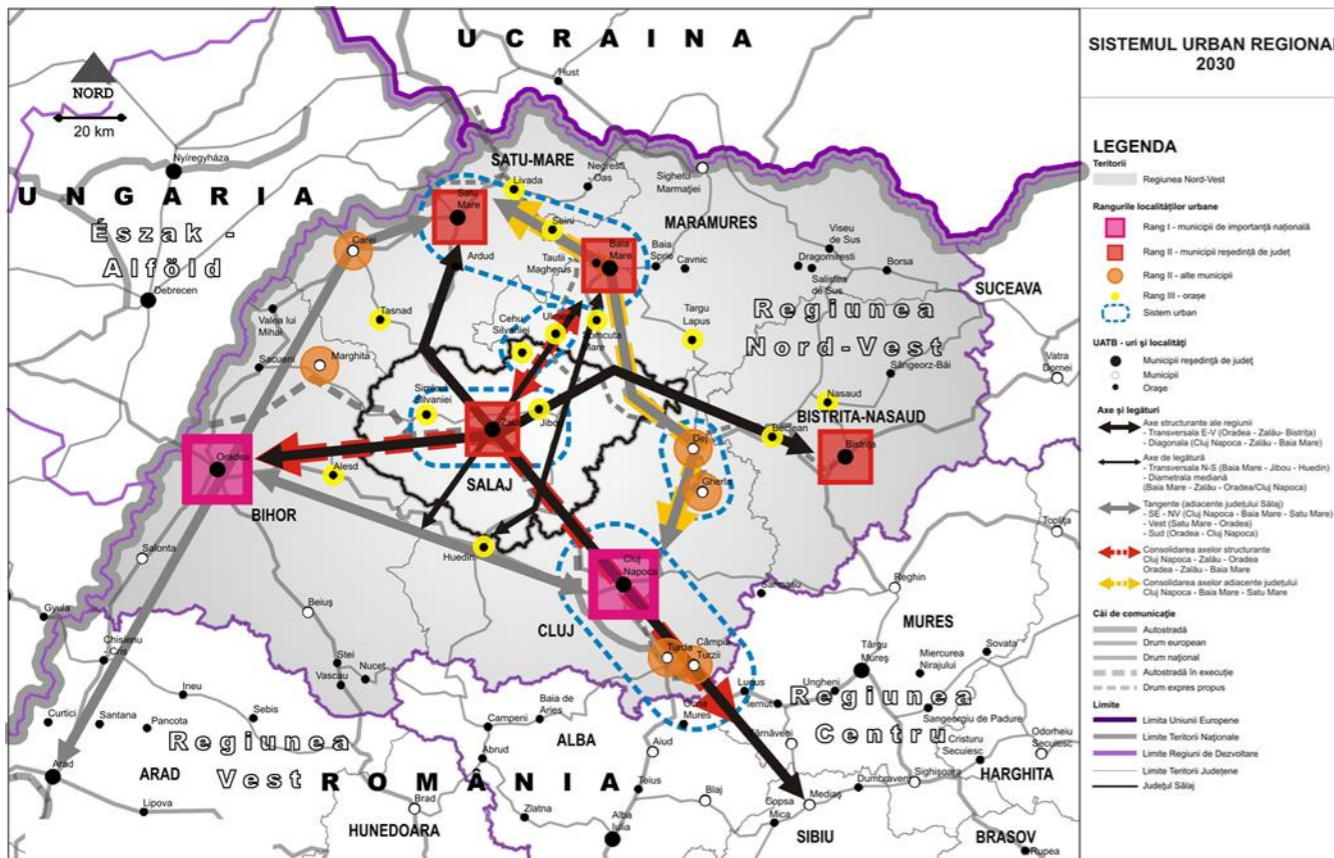 SISTEMUL URBAN REGIONAL
2030
LEGENDA
Teritorii
Regiunea Nord-Vest
Rangurile localităților urbane
Rang I - municipii de importanță națională
Rang II - municipii reședință de județ
Rang II - alte municipii
Rang III - orașe
Sistem urban
UATB - uri și localități
Municipii reședință de județ
Municipii
Orașe
Axe și legături
Axe structurante ale regiunii
- Transversala E-V (Oradea - Zalău- Bistrița)
- Diagonala (Cluj Napoca - Zalău - Baia Mare)
Axe de legătură
- Transversala N-S (Baia Mare - Jibou - Huedin)
- Diametrala mediană
(Baia Mare - Zalău - Oradea/Cluj Napoca)
Tangente (adiacente județului Sălaj)
- SE - NV (Cluj Napoca - Baia Mare - Satu Mare)
- Vest (Satu Mare - Oradea)
- Sud (Oradea - Cluj Napoca)
Consolidarea axelor structurante
Cluj Napoca - Zalău - Oradea
Oradea - Zalău - Baia Mare
Consolidarea axelor adiacente județului
Cluj Napoca - Baia Mare - Satu Mare
Căi de comunicație
Autostradă
Drum european
Drum național
Autostradă în execuție
Drum expres propus
Limite
Limita Uniunii Europene
Limite Teritorii Naționale
Limite Regiuni de Dezvoltare
Limite Teritorii Județene
Județul Sălaj
NORD
20 km
UCRAINA
Hust
Nyíregyháza
UNGARIA
Észak -
Alföld
Debrecen
SATU-MARE
Livada
Negresti
- Oas
Sighetu
Marmației
Satu
Mare
Seini
MARAMURES
Carei
Ardud
Tautii -
Magherus
Baia
Mare
Baia
Sprie
Cavnic
Viseu
de Sus
Dragomiresti
Salistea
de Sus
Borsa
SUCEAVA
Valea lui
Mihai
Tasnad
Cehu
Silvaniei
Somcuta
Mare
Targu
Lapus
Regiunea
Nord-Vest
Vatra
Dornei
Sacueni
Marghita
Sângeorz-Băi
Simleul
Silvaniei
Jibou
Nasaud
BISTRITA-NASAUD
Beclean
Bistrița
Dej
Gherla
Oradea
Alesd
SALAJ
BIHOR
Huedin
Toplița
Salonta
Cluj
Napoca
Sarmasu
Reghin
Gyula
Beiuș
CLUJ
MURES
Chisieniu
- Cris
Stei
Vascău
Nucet
Turda
Câmpia
Turzii
Târgu
Mureș
Miercurea
Nirajului
Sovata
Ineu
Luduș
Iernut
Ungheni
Regiunea
Centru
Curtici
Santana
Pancota
Sebis
Baia de
Aries
Campeni
Ocna
Mures
Târnăveni
Sangeorgiu de Padure
Cristuru
Secuiesc
Odorheiu
Secuiesc
Regiunea
Vest
ALBA
Abrud
Aiud
Arad
ARAD
ROMÂNIA
Teius
Blaj
Dumbraveni
Sighișoara
HARGHITA
Lipova
Brad
Zlatna
Alba
Iulia
Copsa
Mica
Mediaș
HUNEDOARA
SIBIU
BRASOV
Rupea